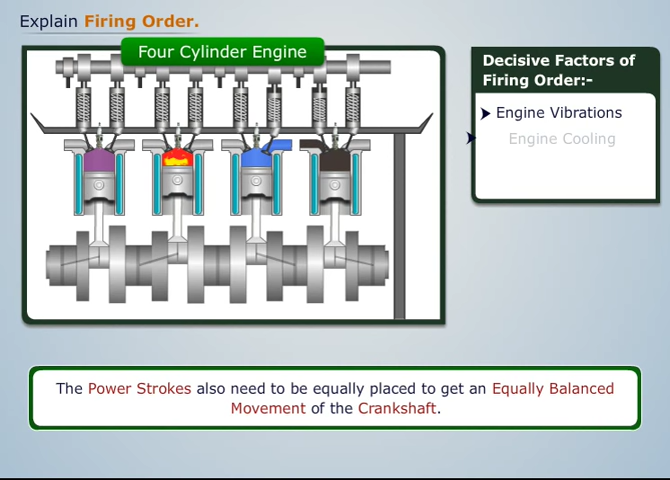 Explain Firing Order.
Four Cylinder Engine
Decisive Factors of
Firing Order:-
Engine Vibrations
Engine Cooling
The Power Strokes also need to be equally placed to get an Equally Balanced
Movement of the Crankshaft.